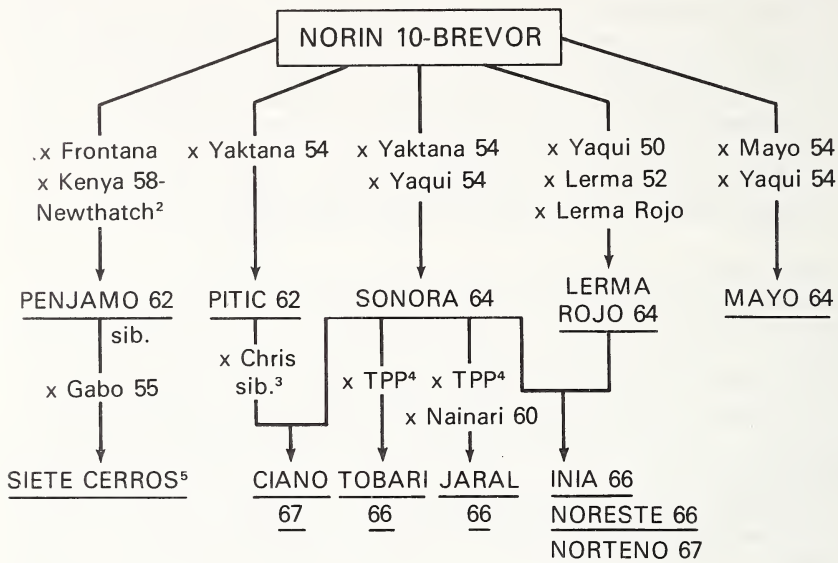 NORIN 10-BREVOR
.x Frontana
x Kenya 58-
Newthatch²
x Yaktana 54
x Yaktana 54
x Yaqui 54
x Yaqui 50
x Lerma 52
x Lerma Rojo
x Mayo 54
x Yaqui 54
PENJAMO 62
sib.
PITIC 62
SONORA 64
LERMA
ROJO 64
MAYO 64
x Gabo 55
x Chris
sib.³
x TPP⁴
x TPP⁴
x Nainari 60
SIETE CERROS⁵
CIANO
67
TOBARI
66
JARAL
66
INIA 66
NORESTE 66
NORTENO 67